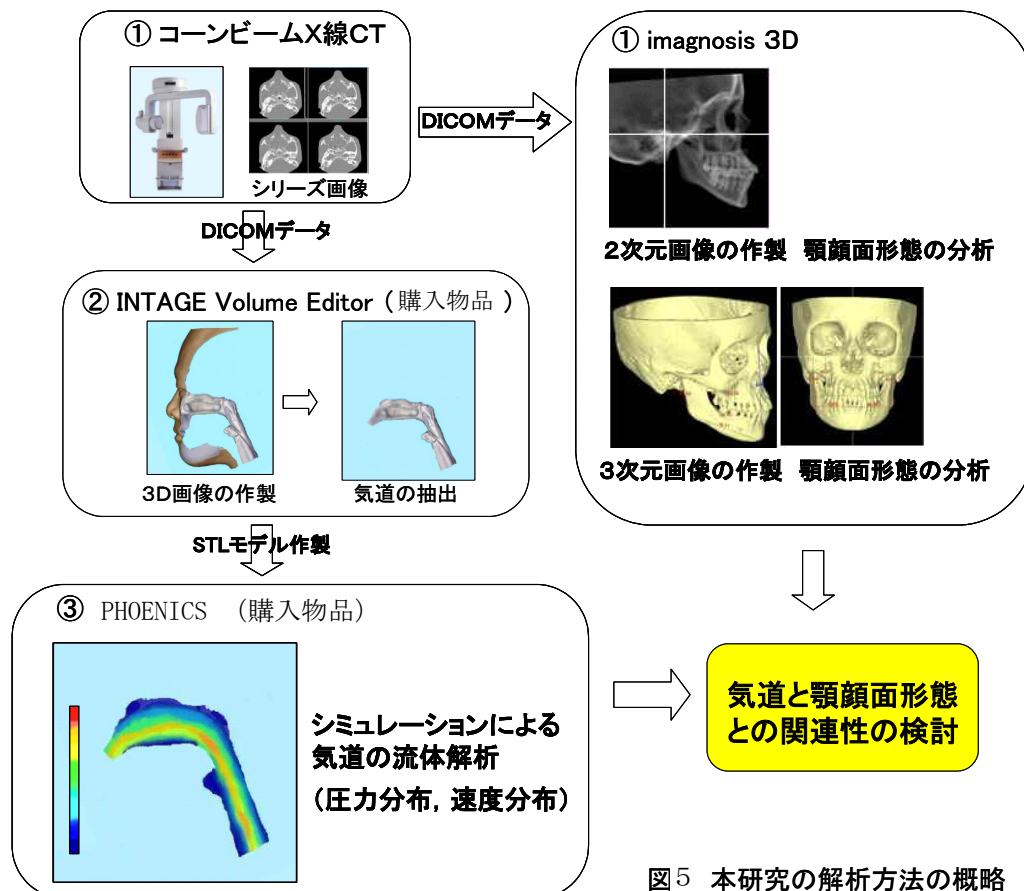 ① コーンビームX線CT
シリーズ画像
DICOMデータ
DICOMデータ
① imagnosis 3D
2次元画像の作製 顎顔面形態の分析
3次元画像の作製 顎顔面形態の分析
② INTAGE Volume Editor (購入物品 )
3D画像の作製
気道の抽出
STLモデル作製
③ PHOENICS (購入物品)
シミュレーションによる
気道の流体解析
(圧力分布, 速度分布)
気道と顎顔面形態
との関連性の検討
図5 本研究の解析方法の概略